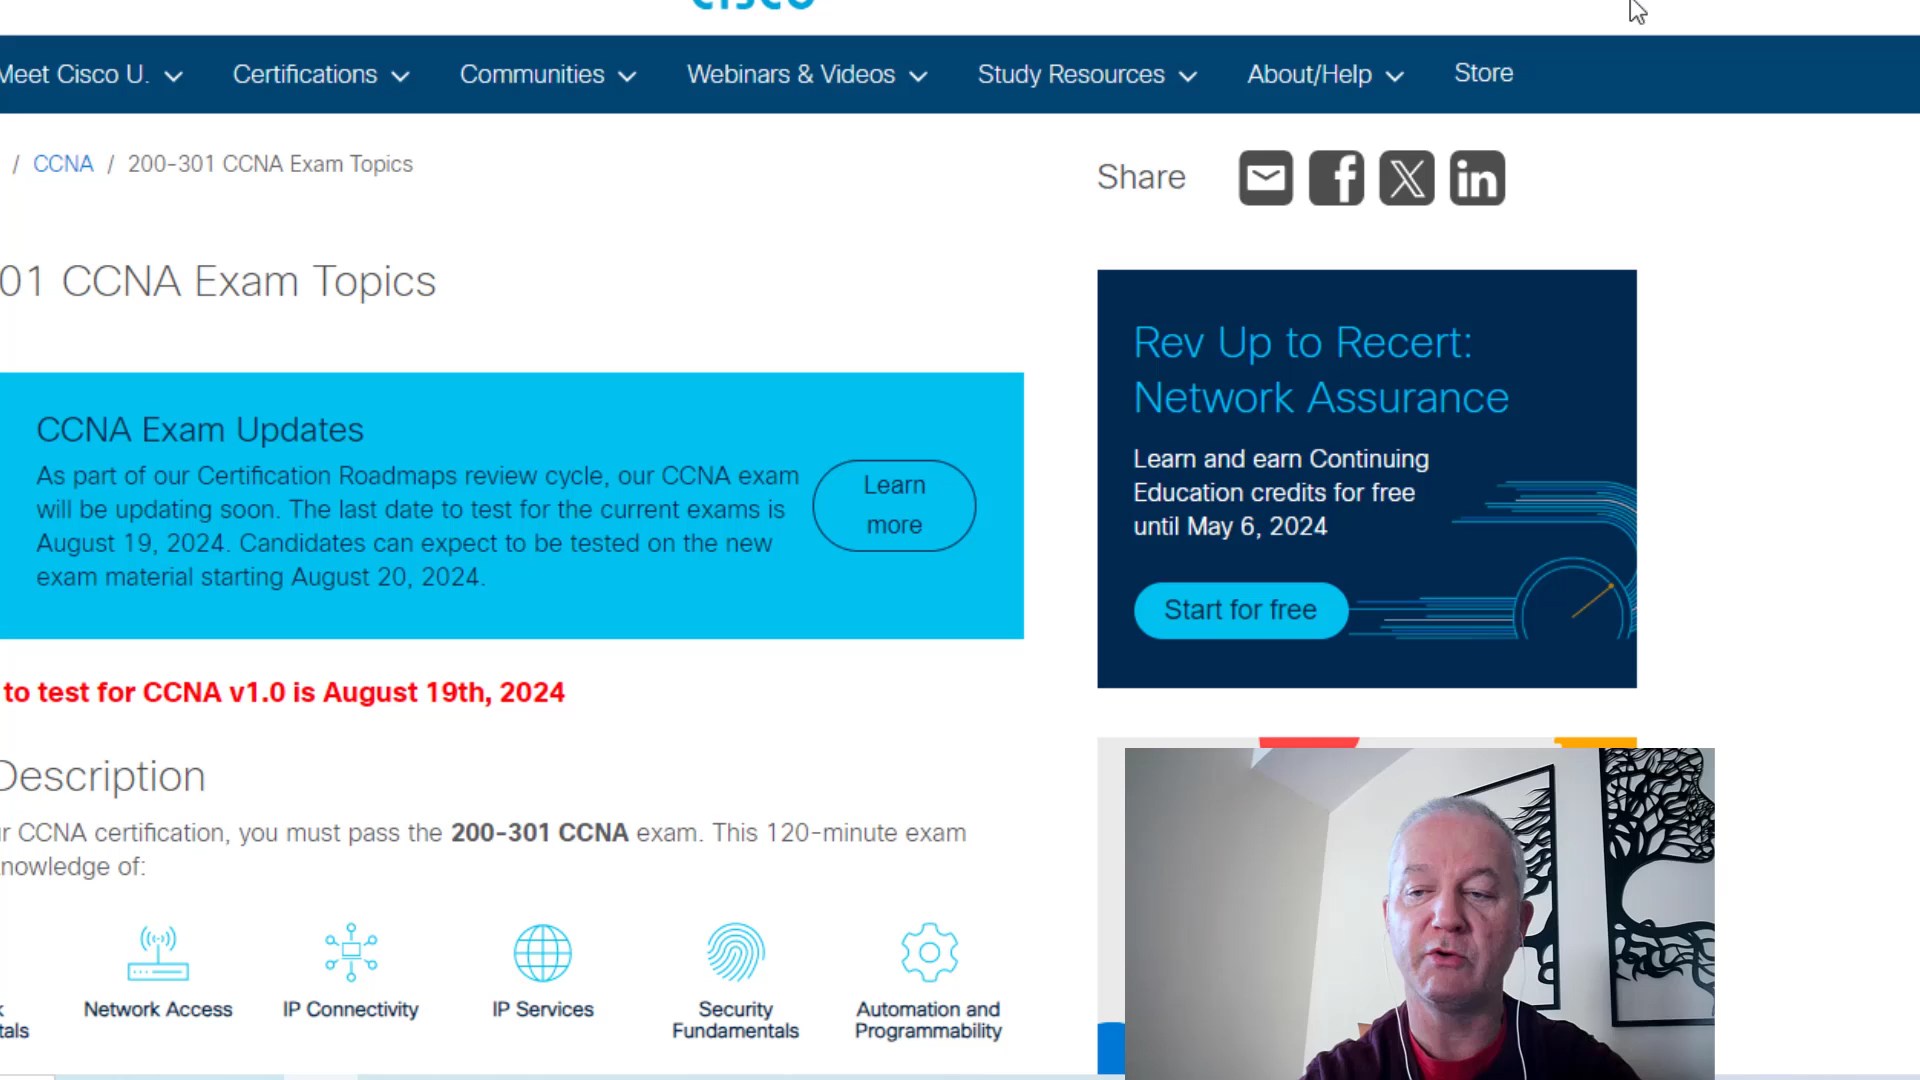 CISCO
Meet Cisco U.
Certifications
Communities
Webinars & Videos
Study Resources
About/Help
Store
/ CCNA / 200-301 CCNA Exam Topics
Share
01 CCNA Exam Topics
CCNA Exam Updates
As part of our Certification Roadmaps review cycle, our CCNA exam
will be updating soon. The last date to test for the current exams is
August 19, 2024. Candidates can expect to be tested on the new
exam material starting August 20, 2024.
Learn
more
Rev Up to Recert:
Network Assurance
Learn and earn Continuing
Education credits for free
until May 6, 2024
Start for free
to test for CCNA v1.0 is August 19th, 2024
Description
r CCNA certification, you must pass the 200-301 CCNA exam. This 120-minute exam
nowledge of:
k
tals
Network Access
IP Connectivity
IP Services
Security
Fundamentals
Automation and
Programmability